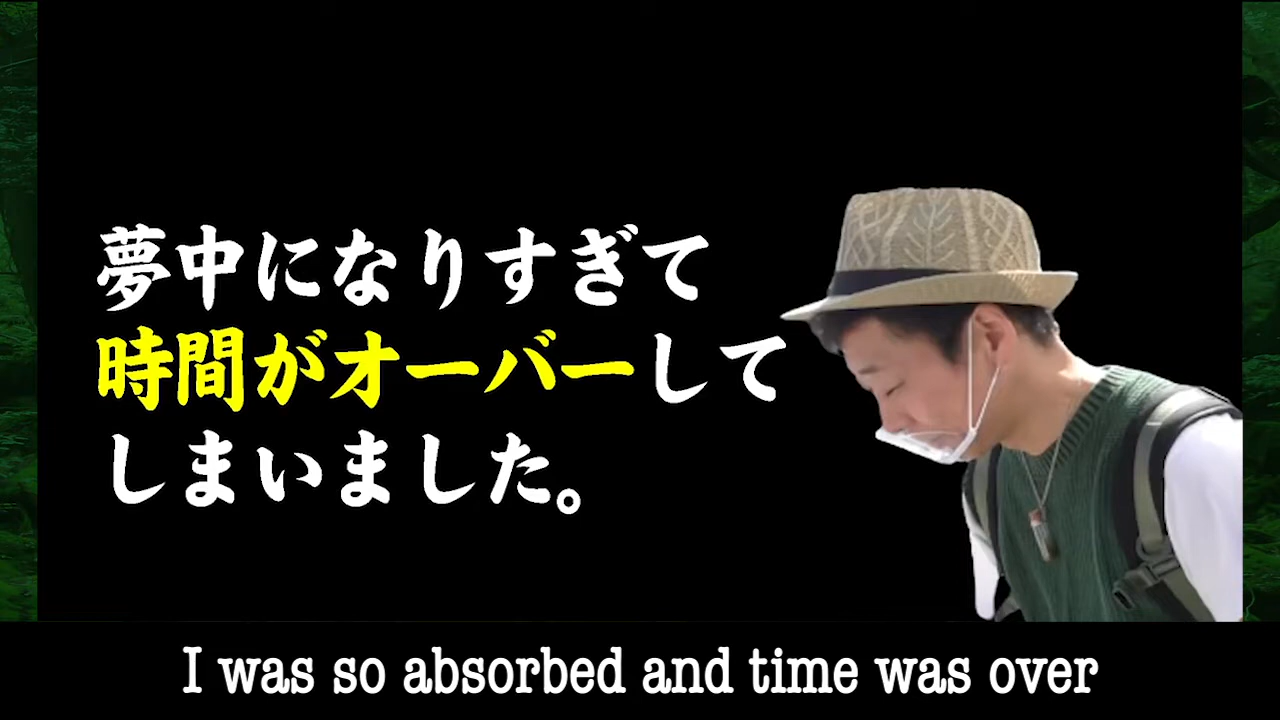 夢中になりすぎて
時間がオーバーして
しまいました。
I was so absorbed and time was over